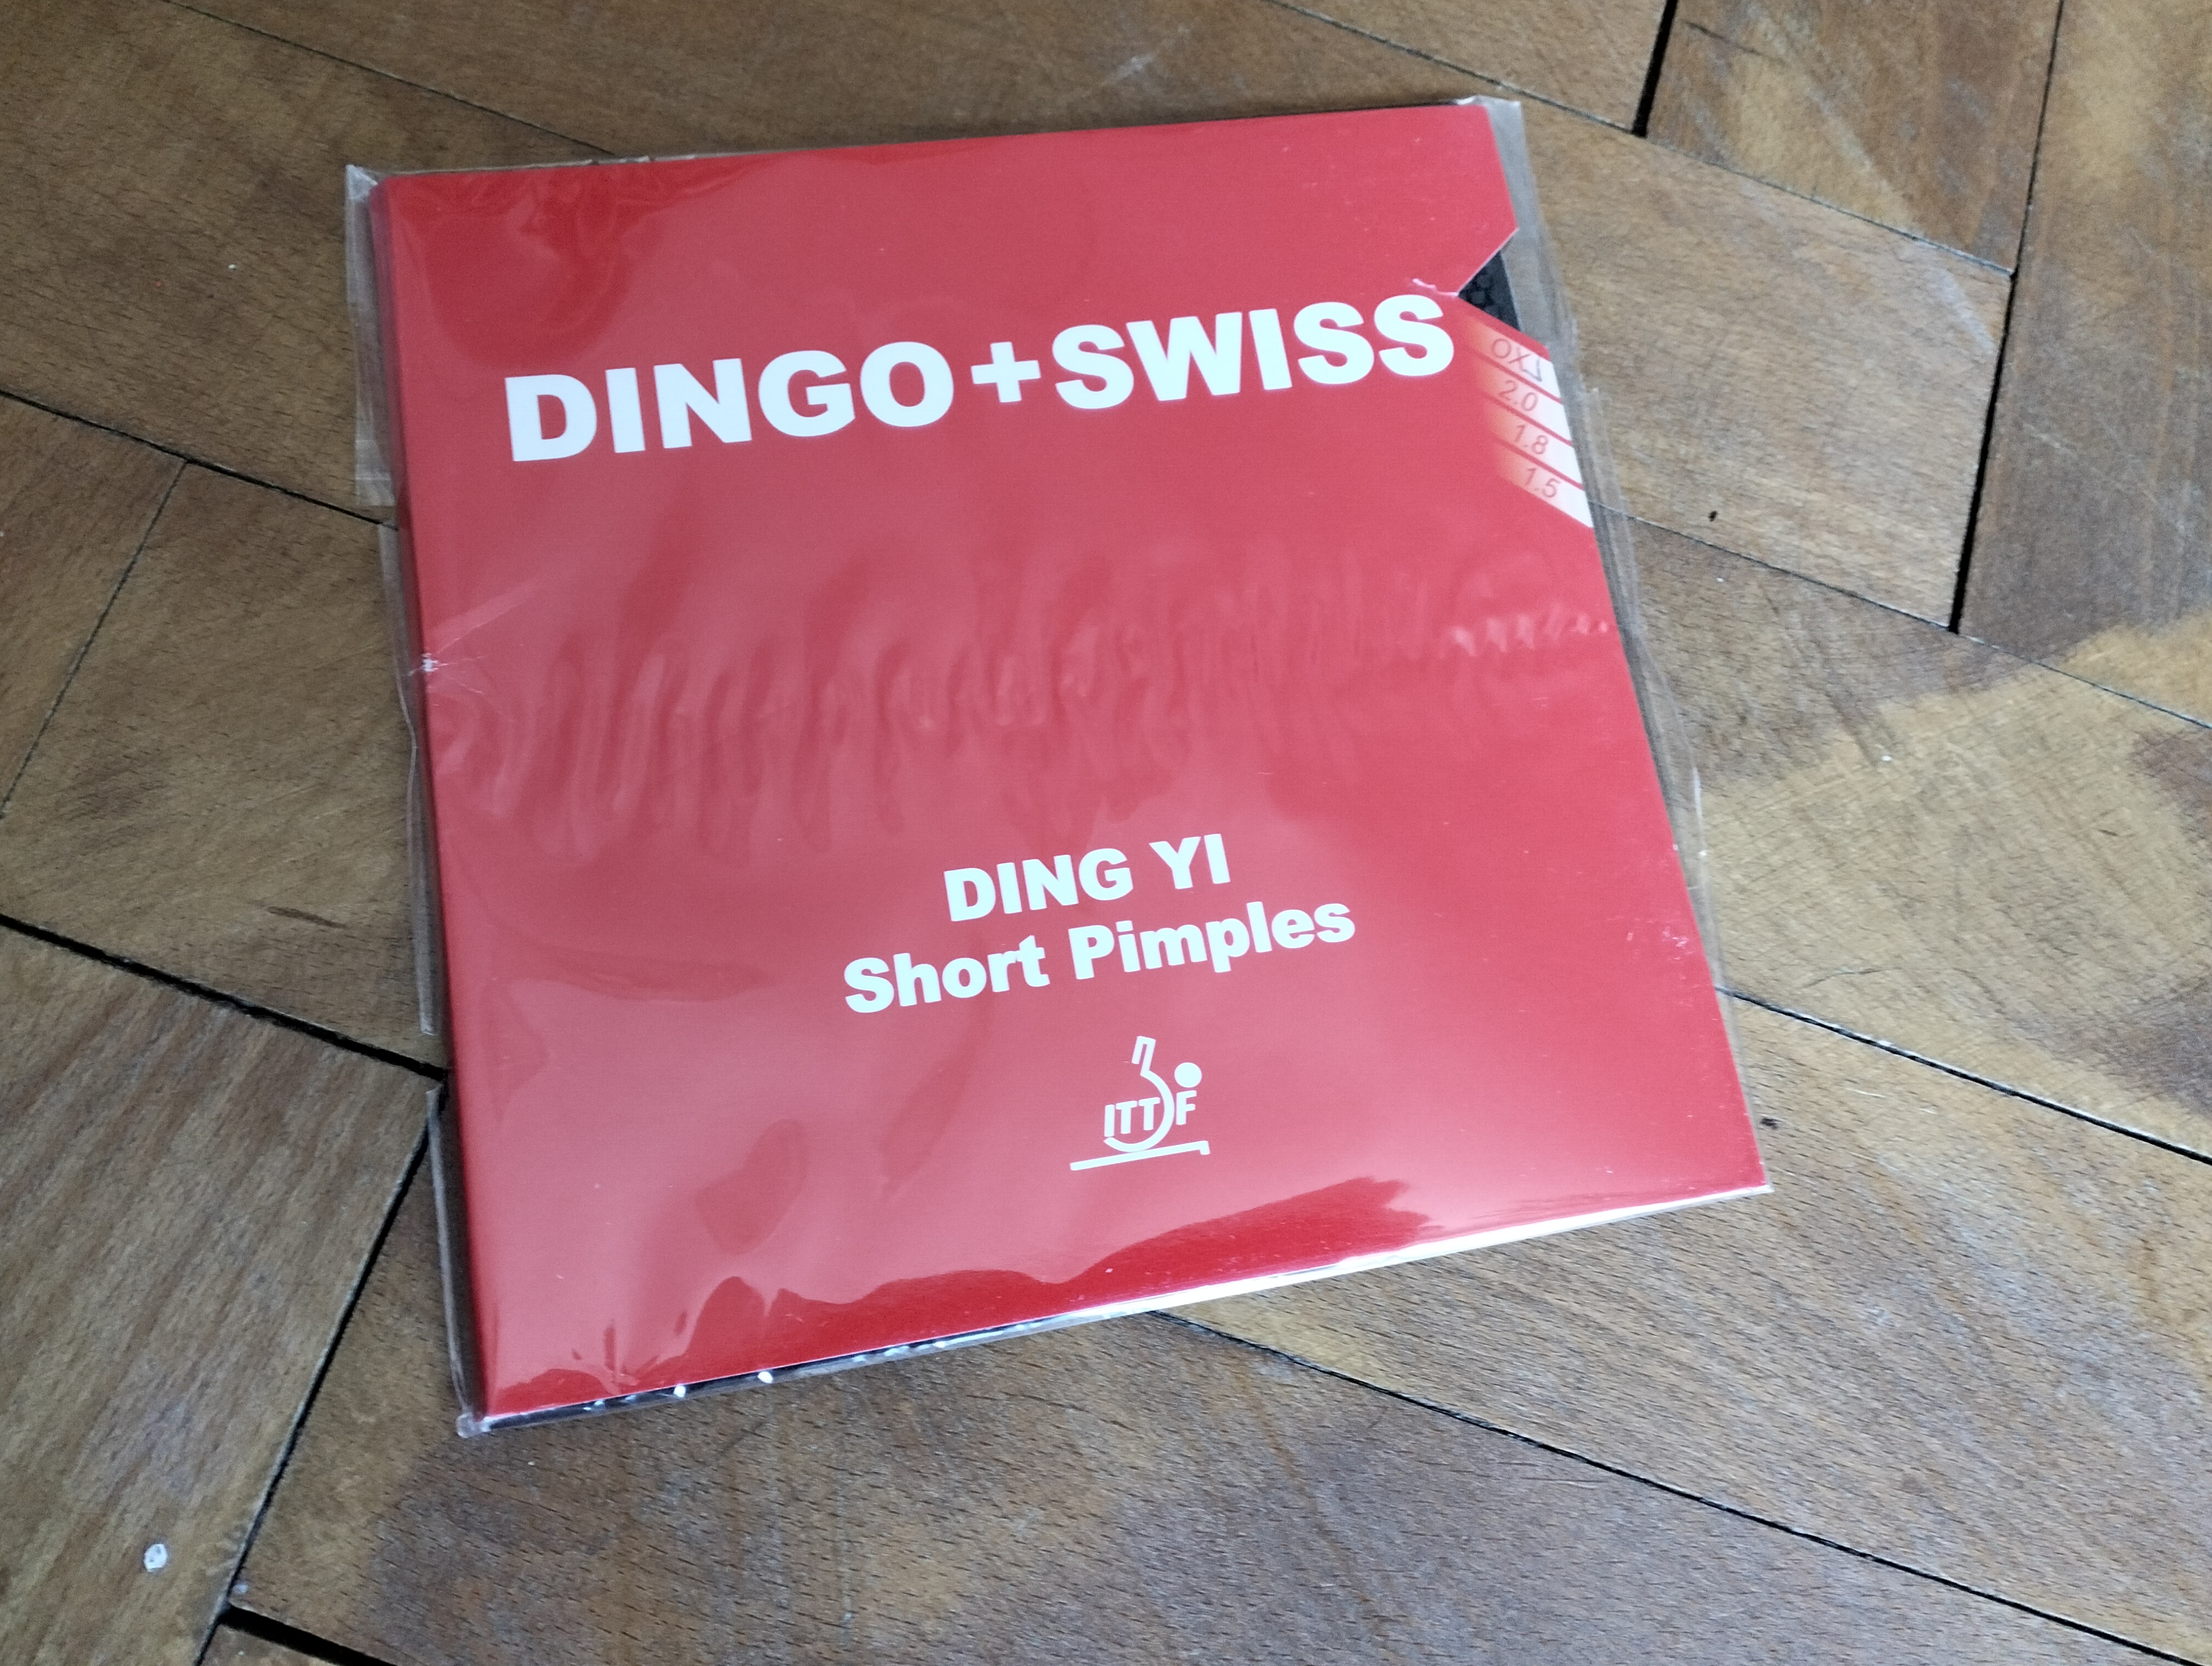 DINGO+SWISS
OX
2.0
1.8
1.5
DING YI
Short Pimples
ITTF